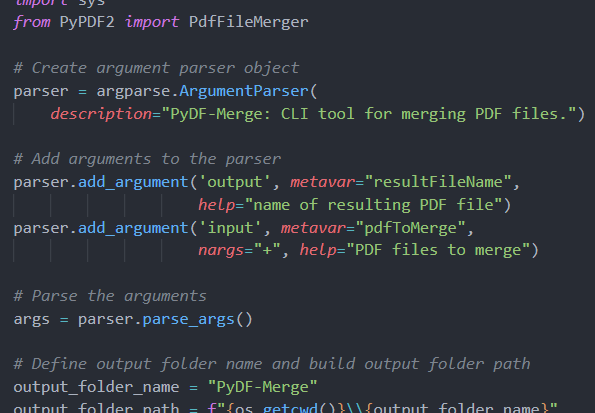 import sys
from PyPDF2 import PdfFileMerger
# Create argument parser object
parser = argparse.ArgumentParser(
description="PyDF-Merge: CLI tool for merging PDF files.")
# Add arguments to the parser
parser.add_argument('output', metavar="resultFileName",
help="name of resulting PDF file")
parser.add_argument('input', metavar="pdfToMerge",
nargs="+", help="PDF files to merge")
# Parse the arguments
args = parser.parse_args()
# Define output folder name and build output folder path
output_folder_name = "PyDF-Merge"
output_folder_path = f"{os.getcwd()}\\{output_folder_name}"